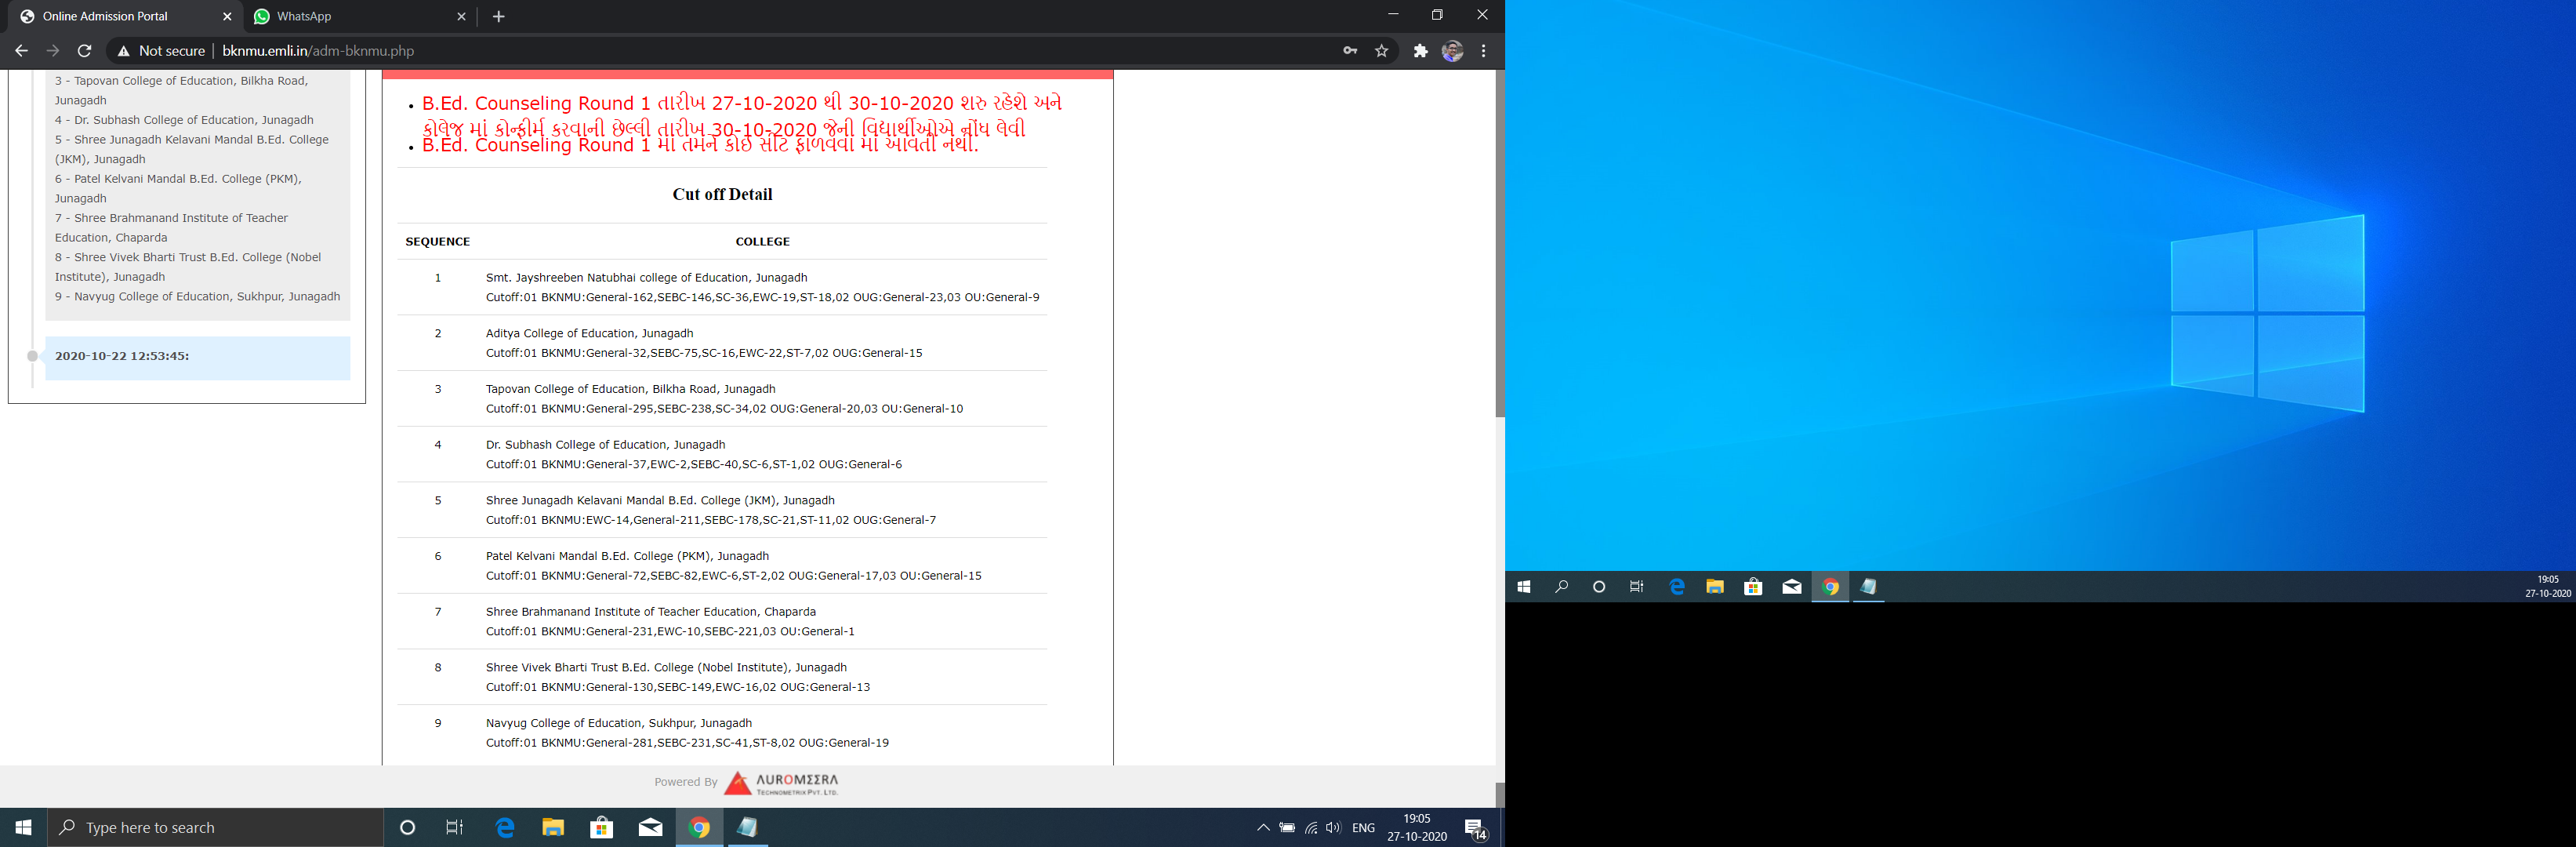 Online Admission Portal
WhatsApp
Not secure | bknmu.emli.in/adm-bknmu.php
3 - Tapovan College of Education, Bilkha Road,
Junagadh
4 - Dr. Subhash College of Education, Junagadh
5 - Shree Junagadh Kelavani Mandal B.Ed. College
(JKM), Junagadh
6 - Patel Kelvani Mandal B.Ed. College (PKM),
Junagadh
7 - Shree Brahmanand Institute of Teacher
Education, Chaparda
8 - Shree Vivek Bharti Trust B.Ed. College (Nobel
Institute), Junagadh
9 - Navyug College of Education, Sukhpur, Junagadh
2020-10-22 12:53:45:
B.Ed. Counseling Round 1 તારીખ 27-10-2020 થી 30-10-2020 શરુ રહેશે અને
કોલેજ માં કોન્ફીર્મ કરવાની છેલ્લી તારીખ 30-10-2020 જેની વિદ્યાર્થીઓએ નોંધ લેવી
B.Ed. Counseling Round 1 માં તમને કોઈ સીટ ફાળવવા માં આવતી નથી.
Cut off Detail
SEQUENCE COLLEGE
1 Smt. Jayshreeben Natubhai college of Education, Junagadh
Cutoff:01 BKNMU:General-162,SEBC-146,SC-36,EWC-19,ST-18,02 OUG:General-23,03 OU:General-9
2 Aditya College of Education, Junagadh
Cutoff:01 BKNMU:General-32,SEBC-75,SC-16,EWC-22,ST-7,02 OUG:General-15
3 Tapovan College of Education, Bilkha Road, Junagadh
Cutoff:01 BKNMU:General-295,SEBC-238,SC-34,02 OUG:General-20,03 OU:General-10
4 Dr. Subhash College of Education, Junagadh
Cutoff:01 BKNMU:General-37,EWC-2,SEBC-40,SC-6,ST-1,02 OUG:General-6
5 Shree Junagadh Kelavani Mandal B.Ed. College (JKM), Junagadh
Cutoff:01 BKNMU:EWC-14,General-211,SEBC-178,SC-21,ST-11,02 OUG:General-7
6 Patel Kelvani Mandal B.Ed. College (PKM), Junagadh
Cutoff:01 BKNMU:General-72,SEBC-82,EWC-6,ST-2,02 OUG:General-17,03 OU:General-15
7 Shree Brahmanand Institute of Teacher Education, Chaparda
Cutoff:01 BKNMU:General-231,EWC-10,SEBC-221,03 OU:General-1
8 Shree Vivek Bharti Trust B.Ed. College (Nobel Institute), Junagadh
Cutoff:01 BKNMU:General-130,SEBC-149,EWC-16,02 OUG:General-13
9 Navyug College of Education, Sukhpur, Junagadh
Cutoff:01 BKNMU:General-281,SEBC-231,SC-41,ST-8,02 OUG:General-19
Powered By AUROMEERA
TECHNOMETRIX PVT. LTD.
Type here to search
ENG
19:05
27-10-2020
14
19:05
27-10-2020